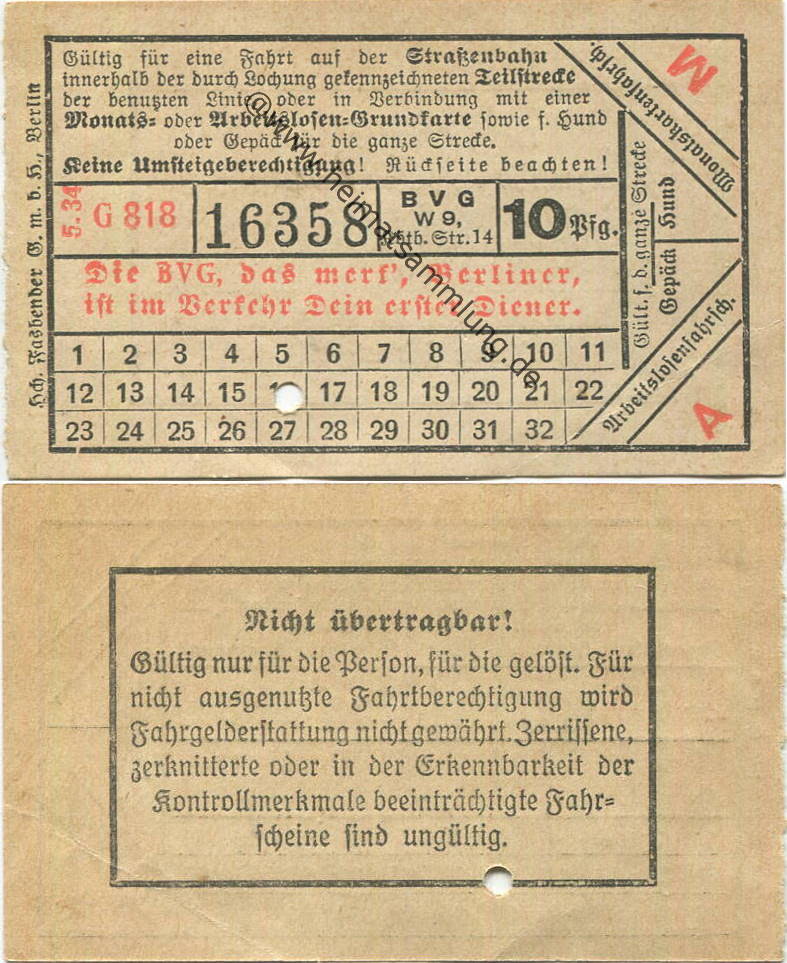 Gültig für eine Fahrt auf der Straßenbahn
innerhalb der durch Lochung gekennzeichneten Teilstrecke
der benutzten Linie oder in Verbindung mit einer
Monats- oder Arbeitslosen-Grundkarte sowie f. Hund
oder Gepäck für die ganze Strecke.
Keine Umsteigeberechtigung! Rückseite beachten!
Hch. Fasbender G. m. b. H., Berlin
5. 34
G 818
16358
B V G
W 9,
Köthb. Str. 14
10 Pfg.
Die BVG, das merk', Berliner,
ist im Verkehr Dein erster Diener.
1 2 3 4 5 6 7 8 9 10 11
12 13 14 15 17 18 19 20 21 22
23 24 25 26 27 28 29 30 31 32
M
Monatskartenfahrsch.
Gült. f. d. ganze Strecke
Gepäck Hund
Arbeitslosenfahrsch.
A
@www.heimatsammlung.de
Nicht übertragbar!
Gültig nur für die Person, für die gelöst. Für
nicht ausgenutzte Fahrtberechtigung wird
Fahrgelderstattung nicht gewährt. Zerrissene,
zerknitterte oder in der Erkennbarkeit der
Kontrollmerkmale beeinträchtigte Fahr-
scheine sind ungültig.